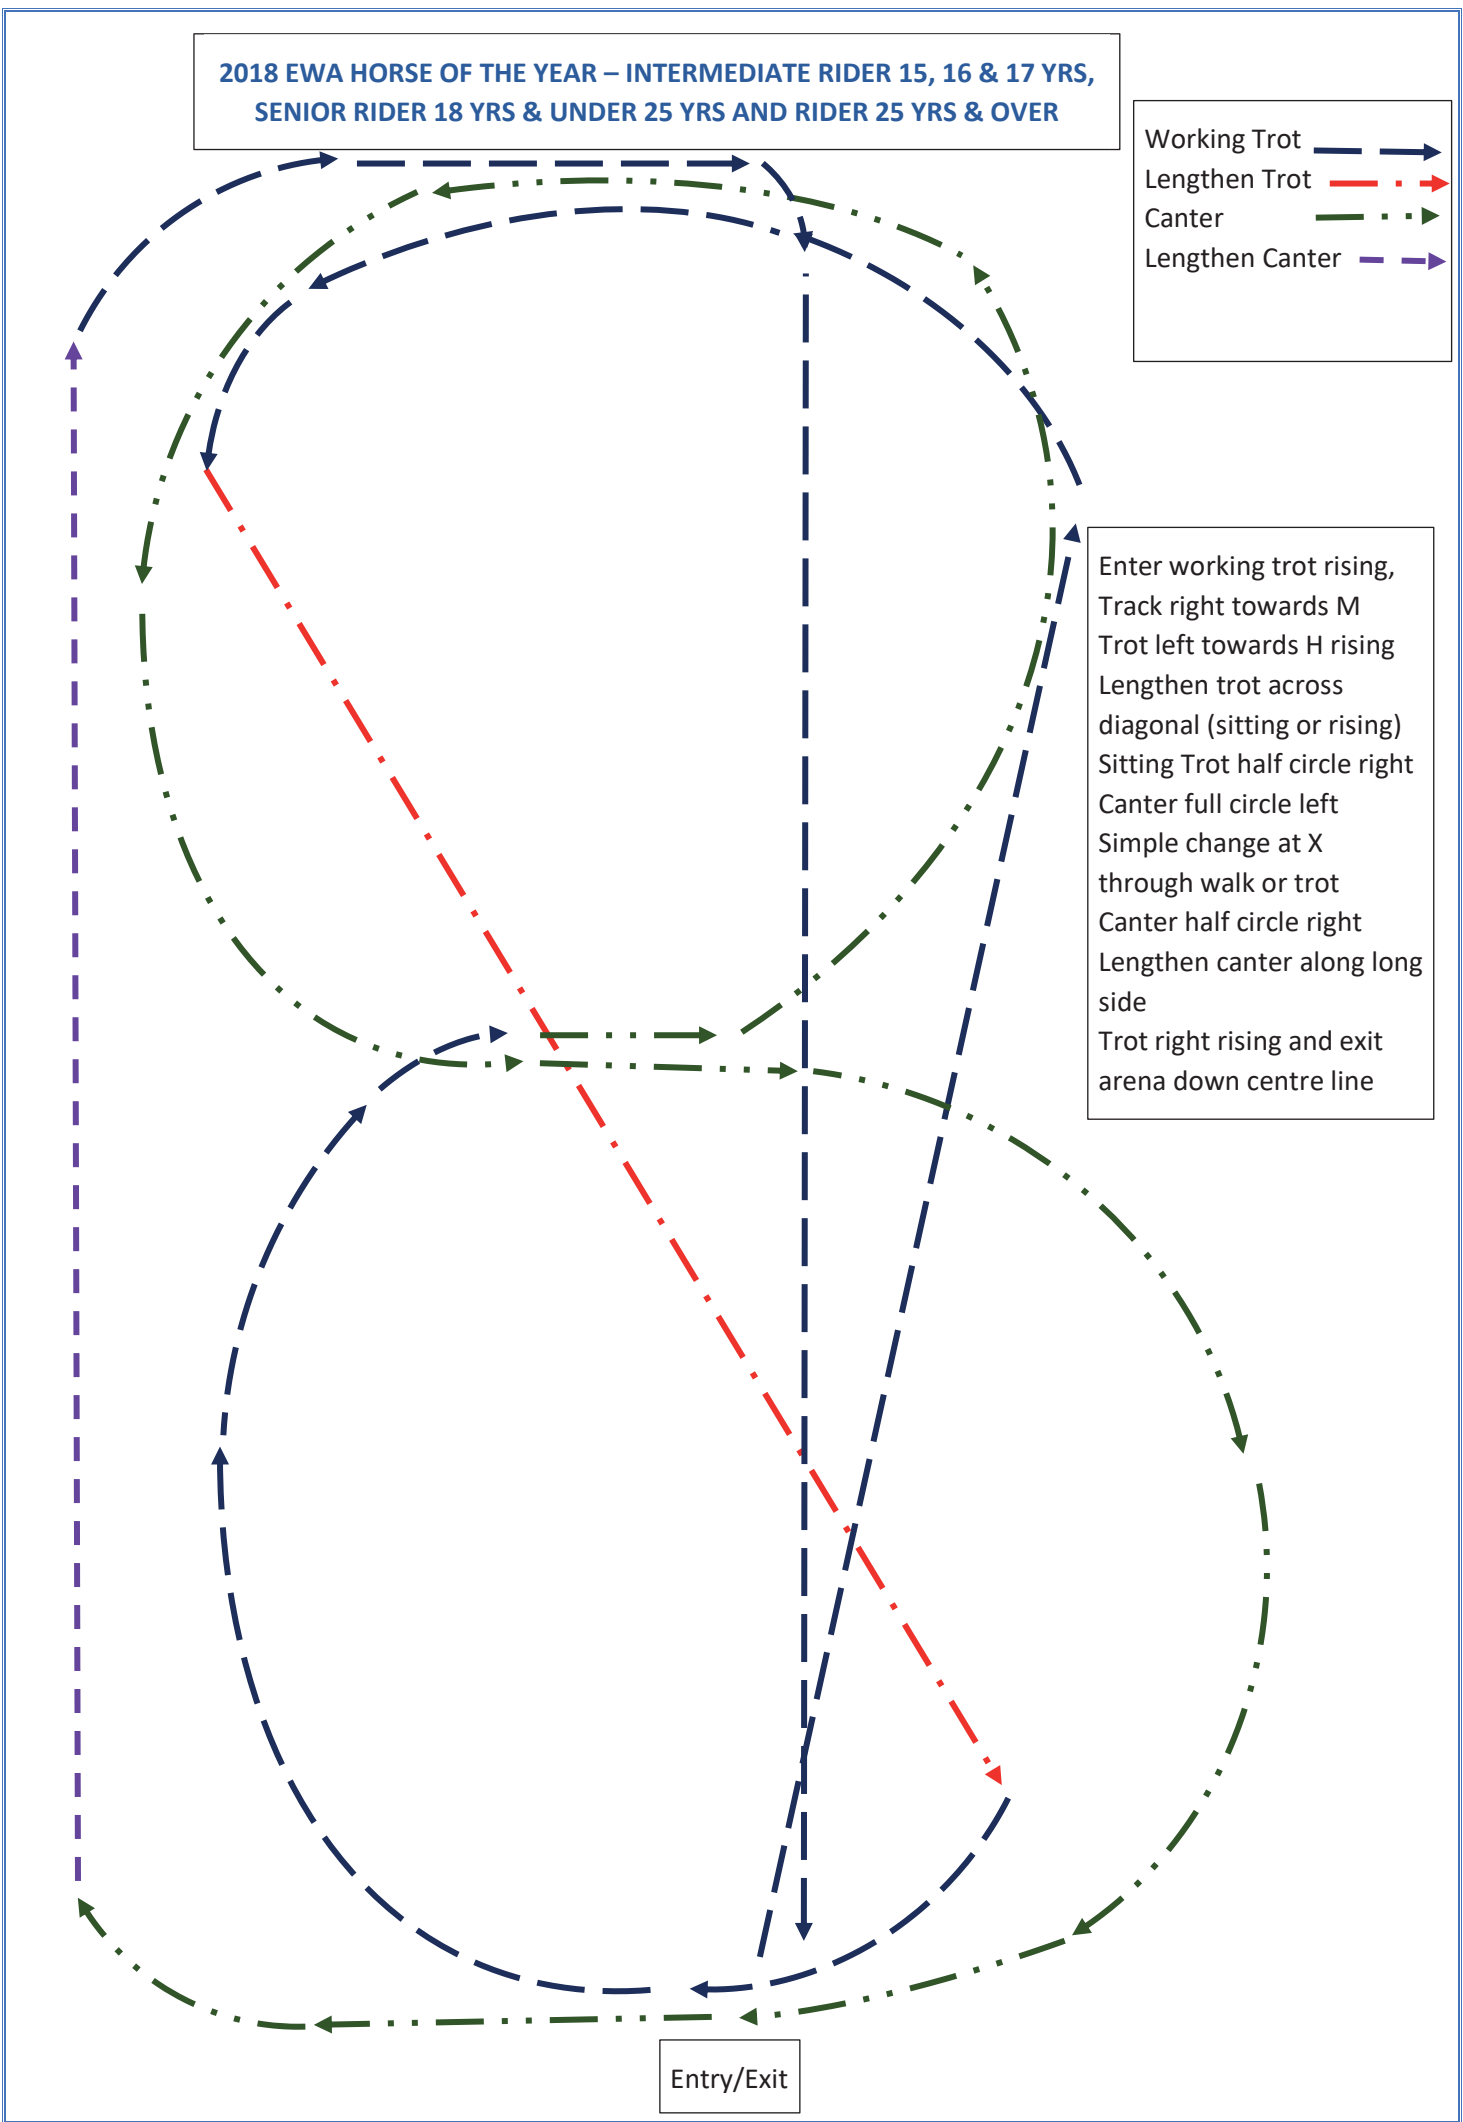 2018 EWA HORSE OF THE YEAR – INTERMEDIATE RIDER 15, 16 & 17 YRS,
SENIOR RIDER 18 YRS & UNDER 25 YRS AND RIDER 25 YRS & OVER
Working Trot
Lengthen Trot
Canter
Lengthen Canter
Enter working trot rising,
Track right towards M
Trot left towards H rising
Lengthen trot across
diagonal (sitting or rising)
Sitting Trot half circle right
Canter full circle left
Simple change at X
through walk or trot
Canter half circle right
Lengthen canter along long
side
Trot right rising and exit
arena down centre line
Entry/Exit